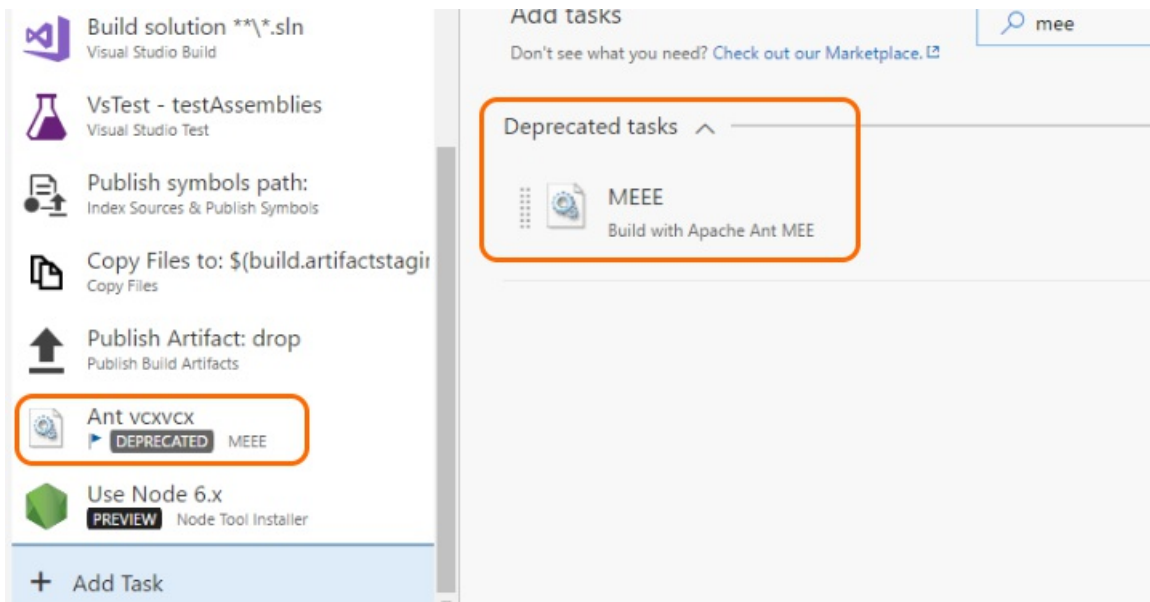 Build solution **\*.sln
Visual Studio Build
VsTest - testAssemblies
Visual Studio Test
Publish symbols path:
Index Sources & Publish Symbols
Copy Files to: $(build.artifactstagin
Copy Files
Publish Artifact: drop
Publish Build Artifacts
Ant vcxvcx
DEPRECATED MEEE
Use Node 6.x
PREVIEW Node Tool Installer
+ Add Task
Add tasks
mee
Don't see what you need? Check out our Marketplace.
Deprecated tasks
MEEE
Build with Apache Ant MEE